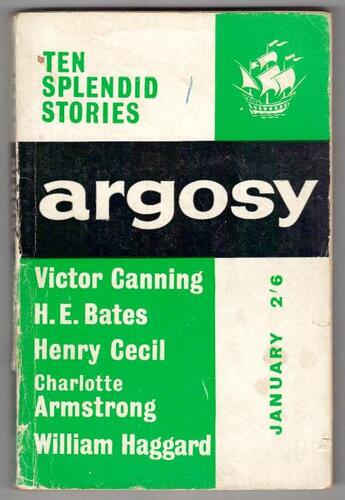 TEN
SPLENDID
STORIES
argosy
Victor Canning
H. E. Bates
Henry Cecil
Charlotte
Armstrong
William Haggard
JANUARY 2'6